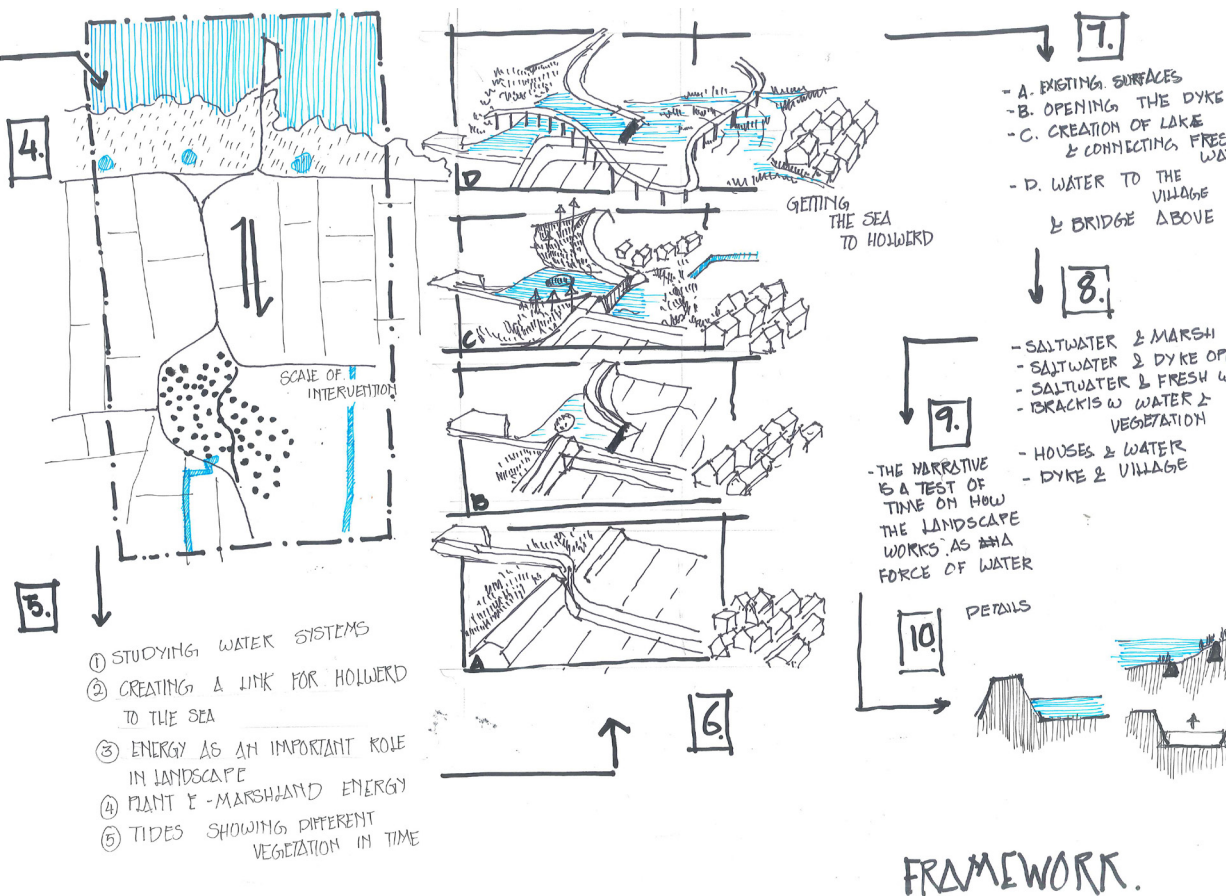 4.
SCALE OF
INTERVENTION
5.
① STUDYING WATER SYSTEMS
② CREATING A LINK FOR HOLWERD
TO THE SEA
③ ENERGY AS AN IMPORTANT ROLE
IN LANDSCAPE
④ PLANT E-MARSHLAND ENERGY
⑤ TIDES SHOWING DIFFERENT
VEGETATION IN TIME
6.
D
GETTING
THE SEA
TO HOLWERD
C
B
A
7.
- A. EXISTING SURFACES
- B. OPENING THE DYKE
- C. CREATION OF LAKE
& CONNECTING FRES
WA
- D. WATER TO THE
VILLAGE
& BRIDGE ABOVE
8.
- SALTWATER & MARSH
- SALTWATER & DYKE OP
- SALTWATER & FRESH W
- BRACKISW WATER &
VEGETATION
- HOUSES & WATER
- DYKE & VILLAGE
9.
- THE NARRATIVE
IS A TEST OF
TIME ON HOW
THE LANDSCAPE
WORKS AS A
FORCE OF WATER
10.
DETAILS
FRAMEWORK.